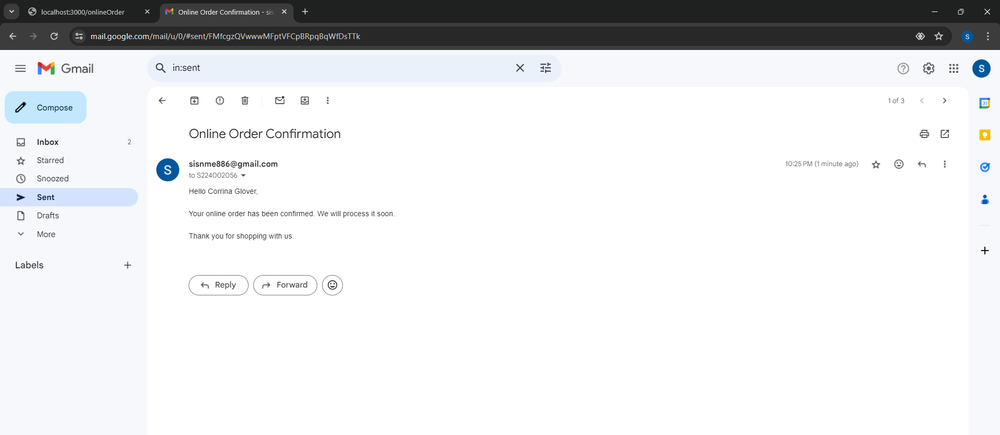 localhost:3000/onlineOrder
Online Order Confirmation - sis
mail.google.com/mail/u/0/#sent/FMfcgzQVwwwMFptVFCpBRpqBqWfDsTTk
S
Gmail
in:sent
S
Compose
1 of 3
31
Online Order Confirmation
Inbox 2
Starred
Snoozed
Sent
Drafts
More
Labels
S
sisnme886@gmail.com
10:25 PM (1 minute ago)
to S224002056
Hello Corrina Glover,
Your online order has been confirmed. We will process it soon.
Thank you for shopping with us.
Reply
Forward